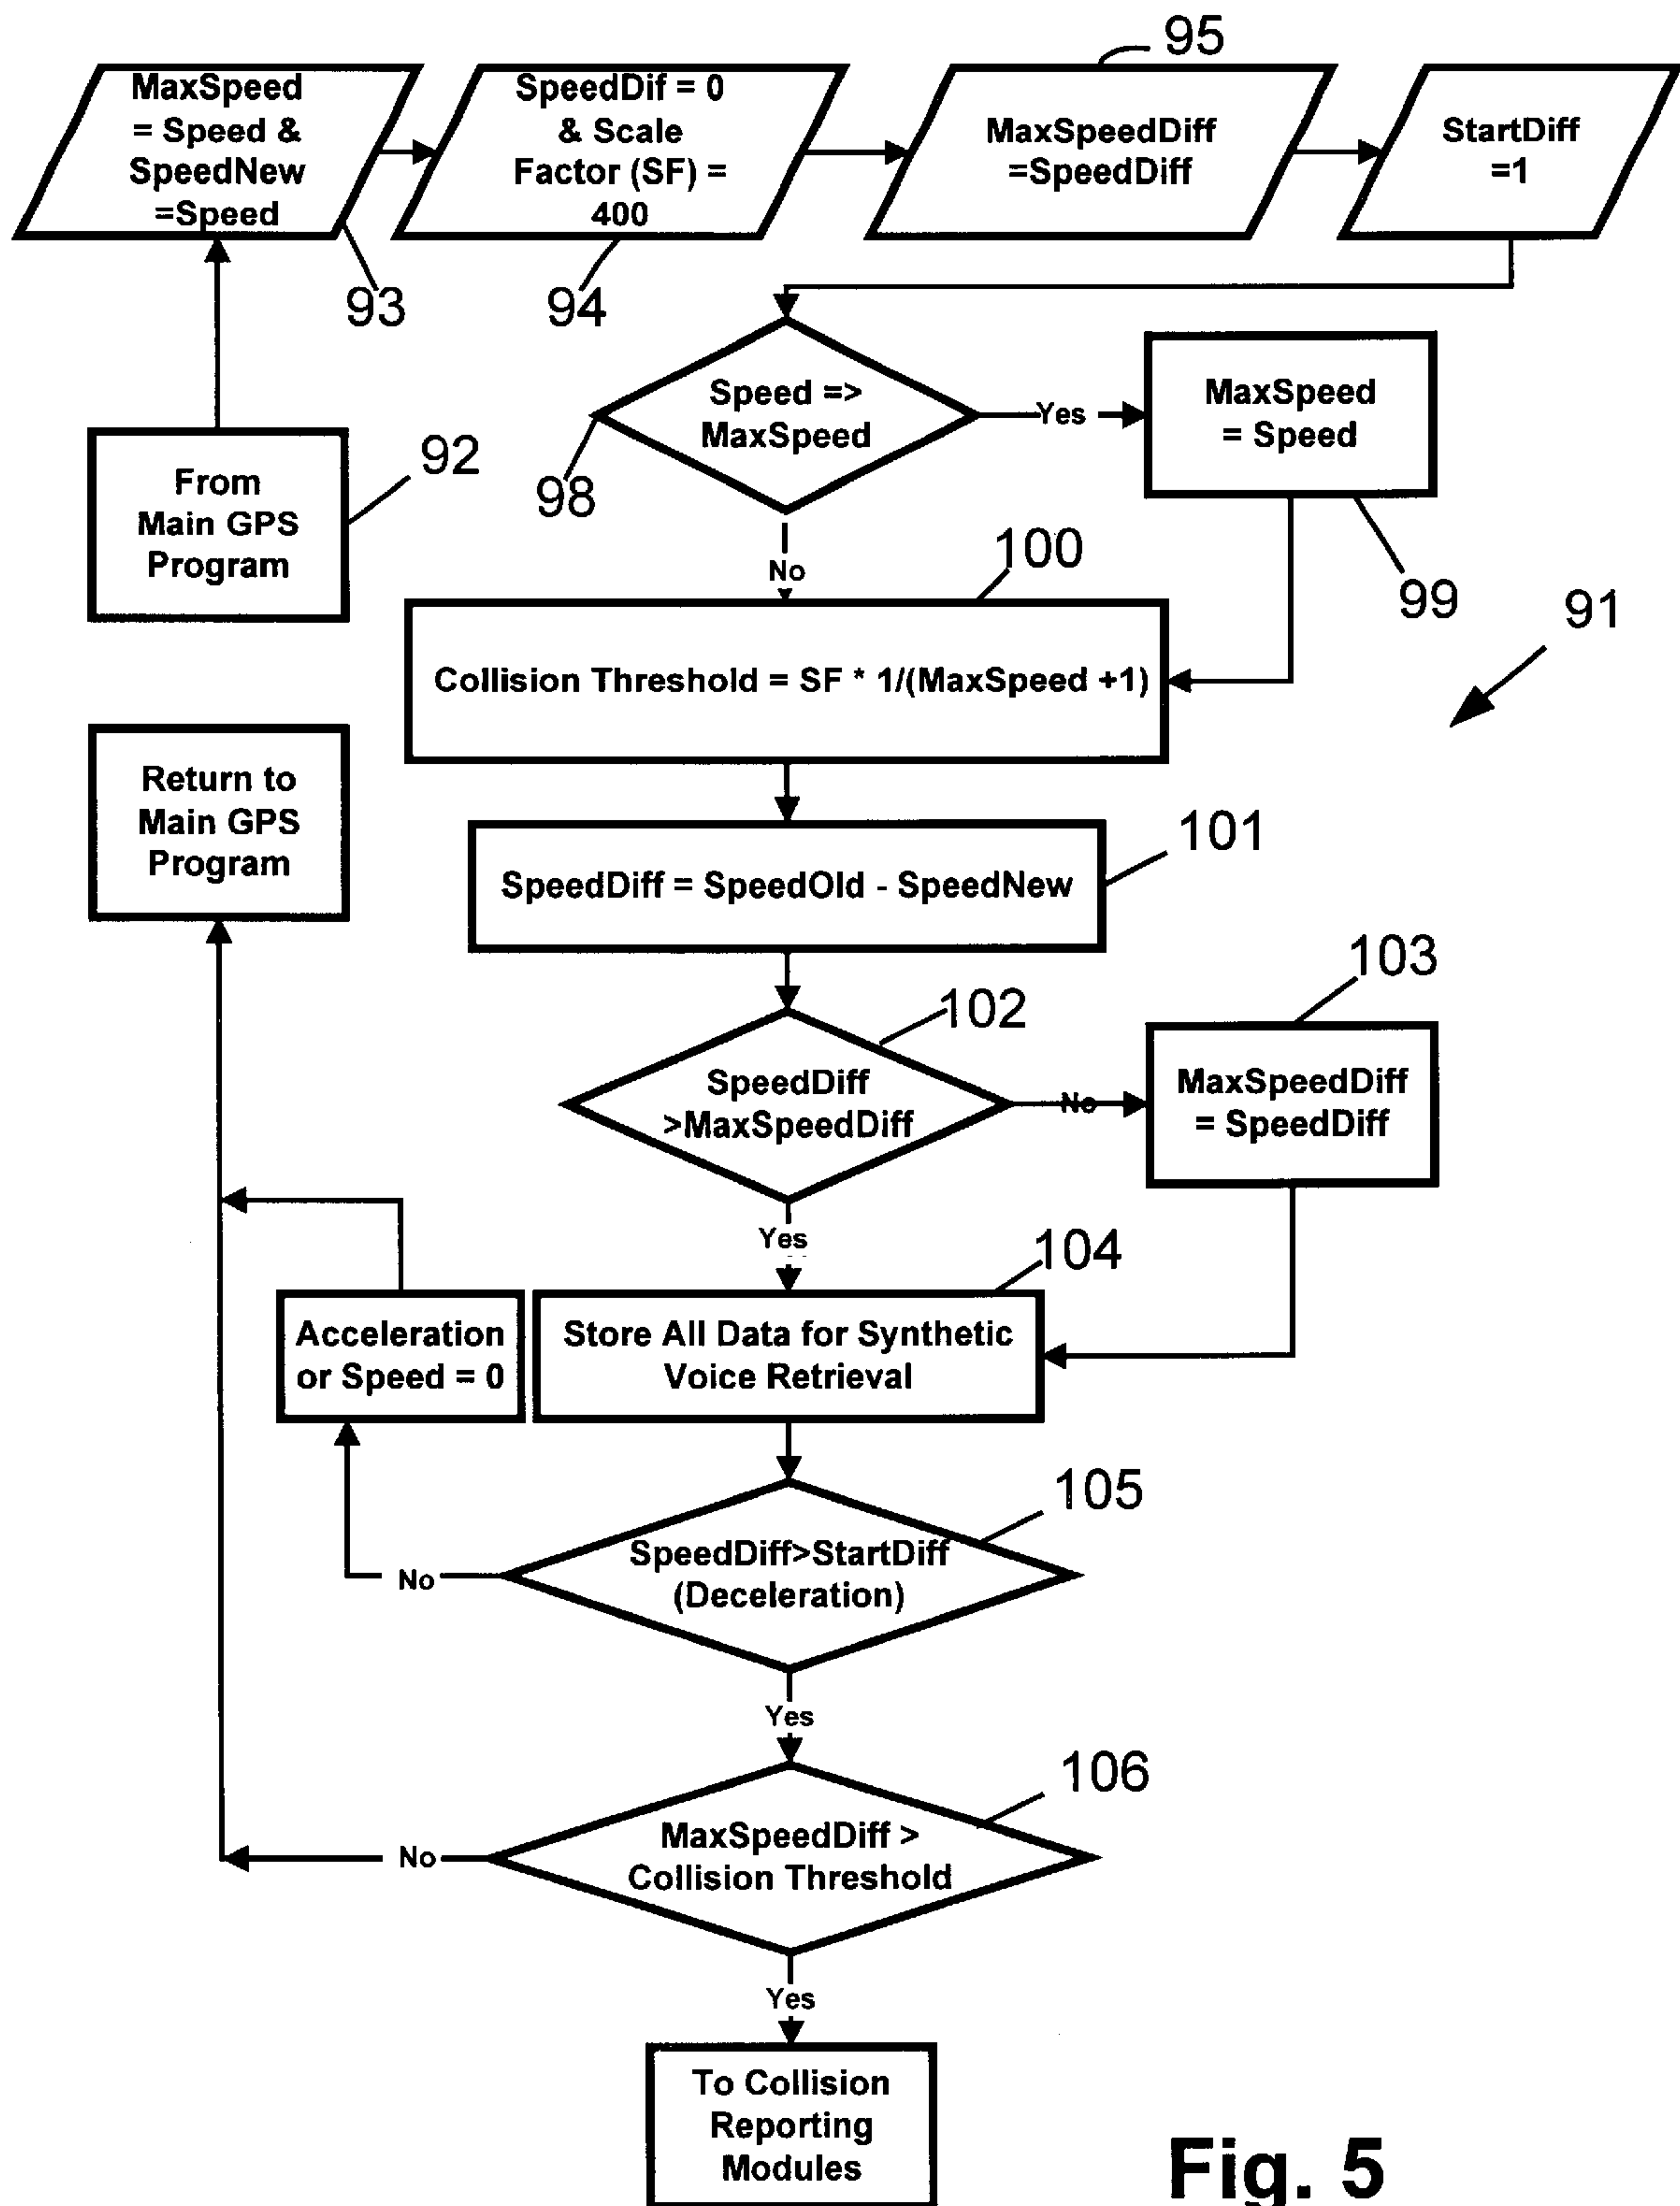 95
MaxSpeed
= Speed &
SpeedNew
=Speed
SpeedDif = 0
& Scale
Factor (SF) =
400
MaxSpeedDiff
=SpeedDiff
StartDiff
=1
93
94
Speed =>
MaxSpeed
Yes
MaxSpeed
= Speed
98
No
99
92
From
Main GPS
Program
100
91
Collision Threshold = SF * 1/(MaxSpeed +1)
Return to
Main GPS
Program
101
SpeedDiff = SpeedOld - SpeedNew
102
103
SpeedDiff
>MaxSpeedDiff
No
MaxSpeedDiff
= SpeedDiff
Yes
104
Acceleration
or Speed = 0
Store All Data for Synthetic
Voice Retrieval
105
SpeedDiff>StartDiff
(Deceleration)
No
Yes
106
MaxSpeedDiff >
Collision Threshold
No
Yes
To Collision
Reporting
Modules
Fig. 5